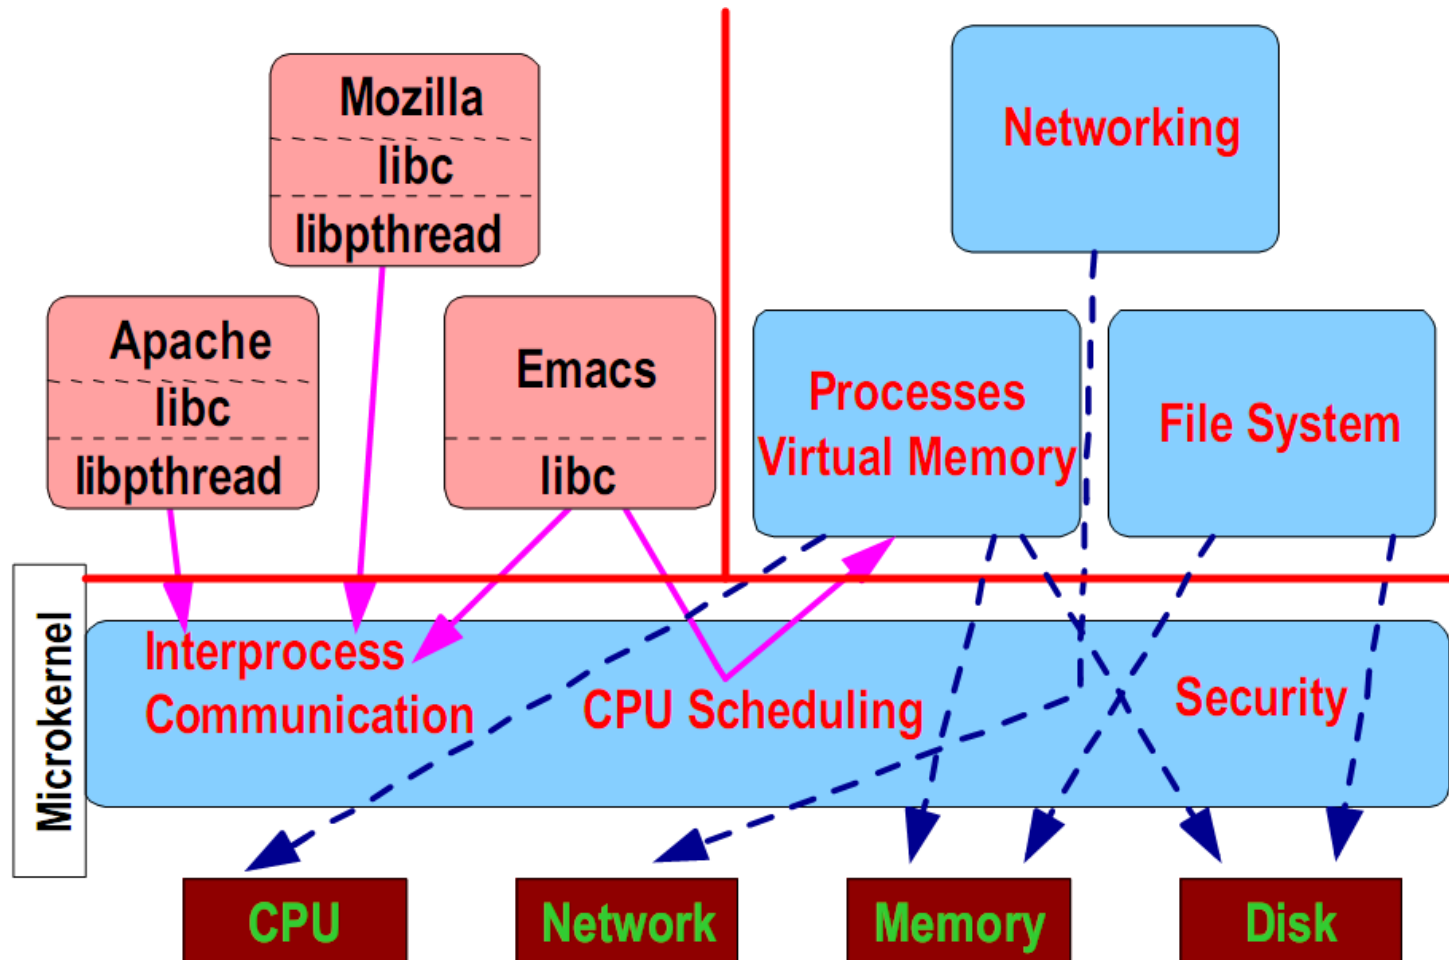 Mozilla
libc
libpthread
Networking
Apache
libc
libpthread
Emacs
libc
Processes
Virtual Memory
File System
Microkernel
Interprocess
Communication
CPU Scheduling
Security
CPU
Network
Memory
Disk